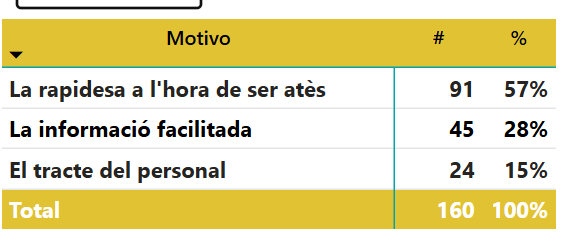 Motivo # %
La rapidesa a l'hora de ser atès 91 57%
La informació facilitada 45 28%
El tracte del personal 24 15%
Total 160 100%